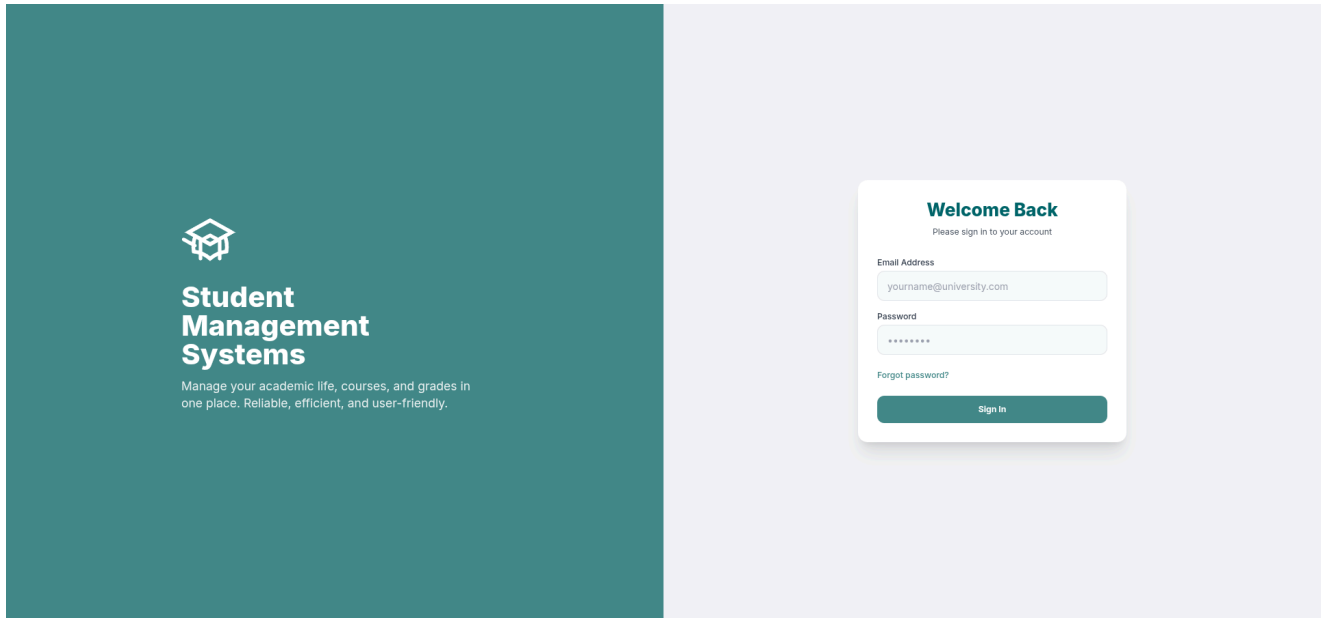 Student
Management
Systems
Manage your academic life, courses, and grades in
one place. Reliable, efficient, and user-friendly.
Welcome Back
Please sign in to your account
Email Address
yourname@university.com
Password
••••••••
Forgot password?
Sign In